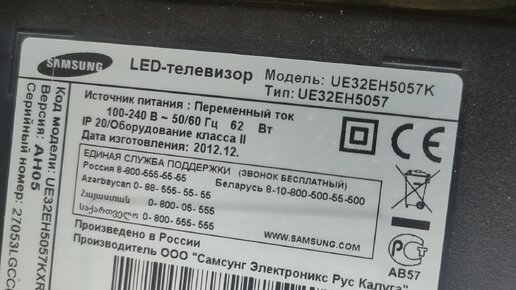 SAMSUNG
LED-телевизор
Модель: UE32EH5057K
Тип: UE32EH5057
Источник питания : Переменный ток
100-240 В ~ 50/60 Гц 62 Вт
IP 20/Оборудование класса II
Дата изготовления: 2012.12.
ЕДИНАЯ СЛУЖБА ПОДДЕРЖКИ (ЗВОНОК БЕСПЛАТНЫЙ)
Россия 8-800-555-55-55
Беларусь 8-10-800-500-55-500
Azərbaycan 0-88-555-55-55
Հայաստան 0-800-05-555
საქართველო 0-800-555-555
WWW.SAMSUNG.COM
Произведено в России
Производитель ООО "Самсунг Электроникс Рус Калуга"
CE
АВ57
Код модели: UE32EH5057KXR
Версия: AH05
Серийный номер: 27053LGCC